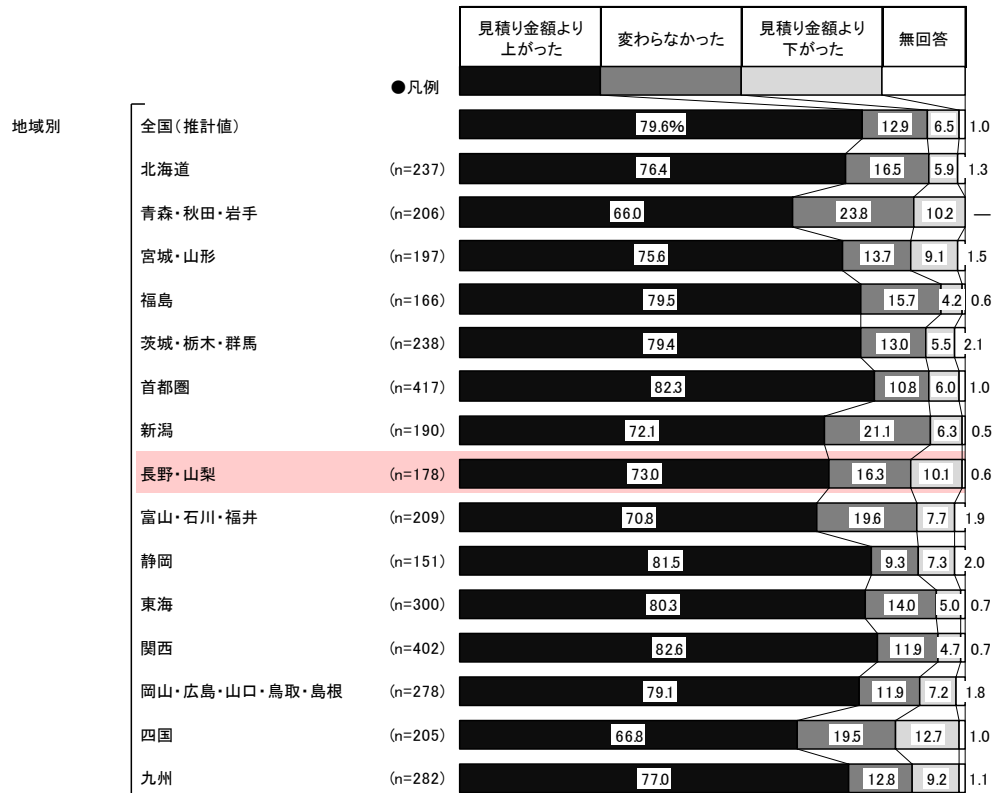 見積り金額より
上がった
変わらなかった
見積り金額より
下がった
無回答
●凡例
地域別
全国(推計値) 79.6% 12.9 6.5 1.0
北海道 (n=237) 76.4 16.5 5.9 1.3
青森・秋田・岩手 (n=206) 66.0 23.8 10.2 —
宮城・山形 (n=197) 75.6 13.7 9.1 1.5
福島 (n=166) 79.5 15.7 4.2 0.6
茨城・栃木・群馬 (n=238) 79.4 13.0 5.5 2.1
首都圏 (n=417) 82.3 10.8 6.0 1.0
新潟 (n=190) 72.1 21.1 6.3 0.5
長野・山梨 (n=178) 73.0 16.3 10.1 0.6
富山・石川・福井 (n=209) 70.8 19.6 7.7 1.9
静岡 (n=151) 81.5 9.3 7.3 2.0
東海 (n=300) 80.3 14.0 5.0 0.7
関西 (n=402) 82.6 11.9 4.7 0.7
岡山・広島・山口・鳥取・島根 (n=278) 79.1 11.9 7.2 1.8
四国 (n=205) 66.8 19.5 12.7 1.0
九州 (n=282) 77.0 12.8 9.2 1.1